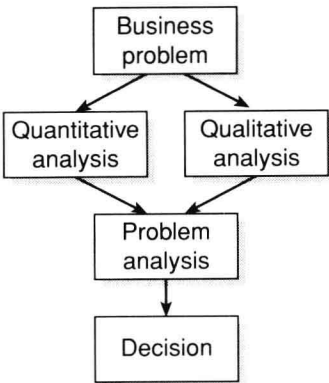 Business
problem
Quantitative
analysis
Qualitative
analysis
Problem
analysis
Decision